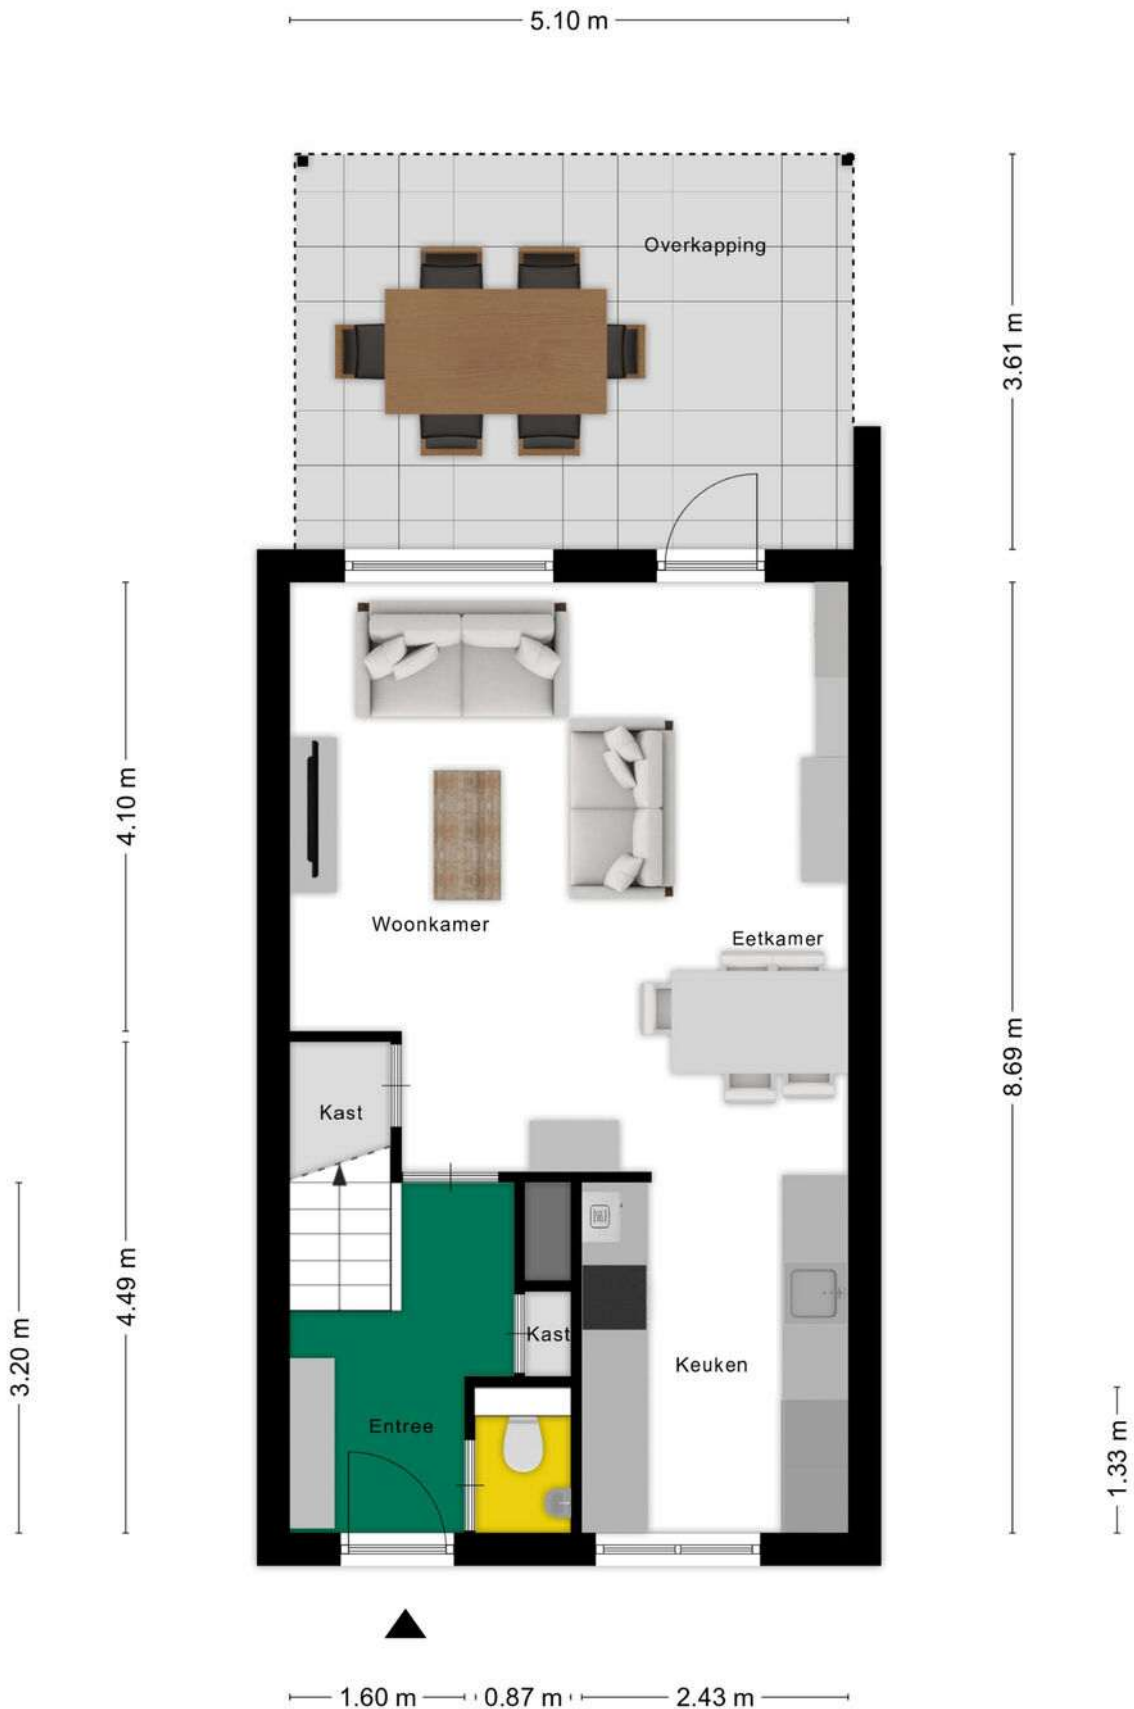 5.10 m
Overkapping
3.61 m
4.10 m
Woonkamer
Eetkamer
8.69 m
Kast
4.49 m
3.20 m
Kast
Keuken
Entree
1.33 m
1.60 m 0.87 m 2.43 m